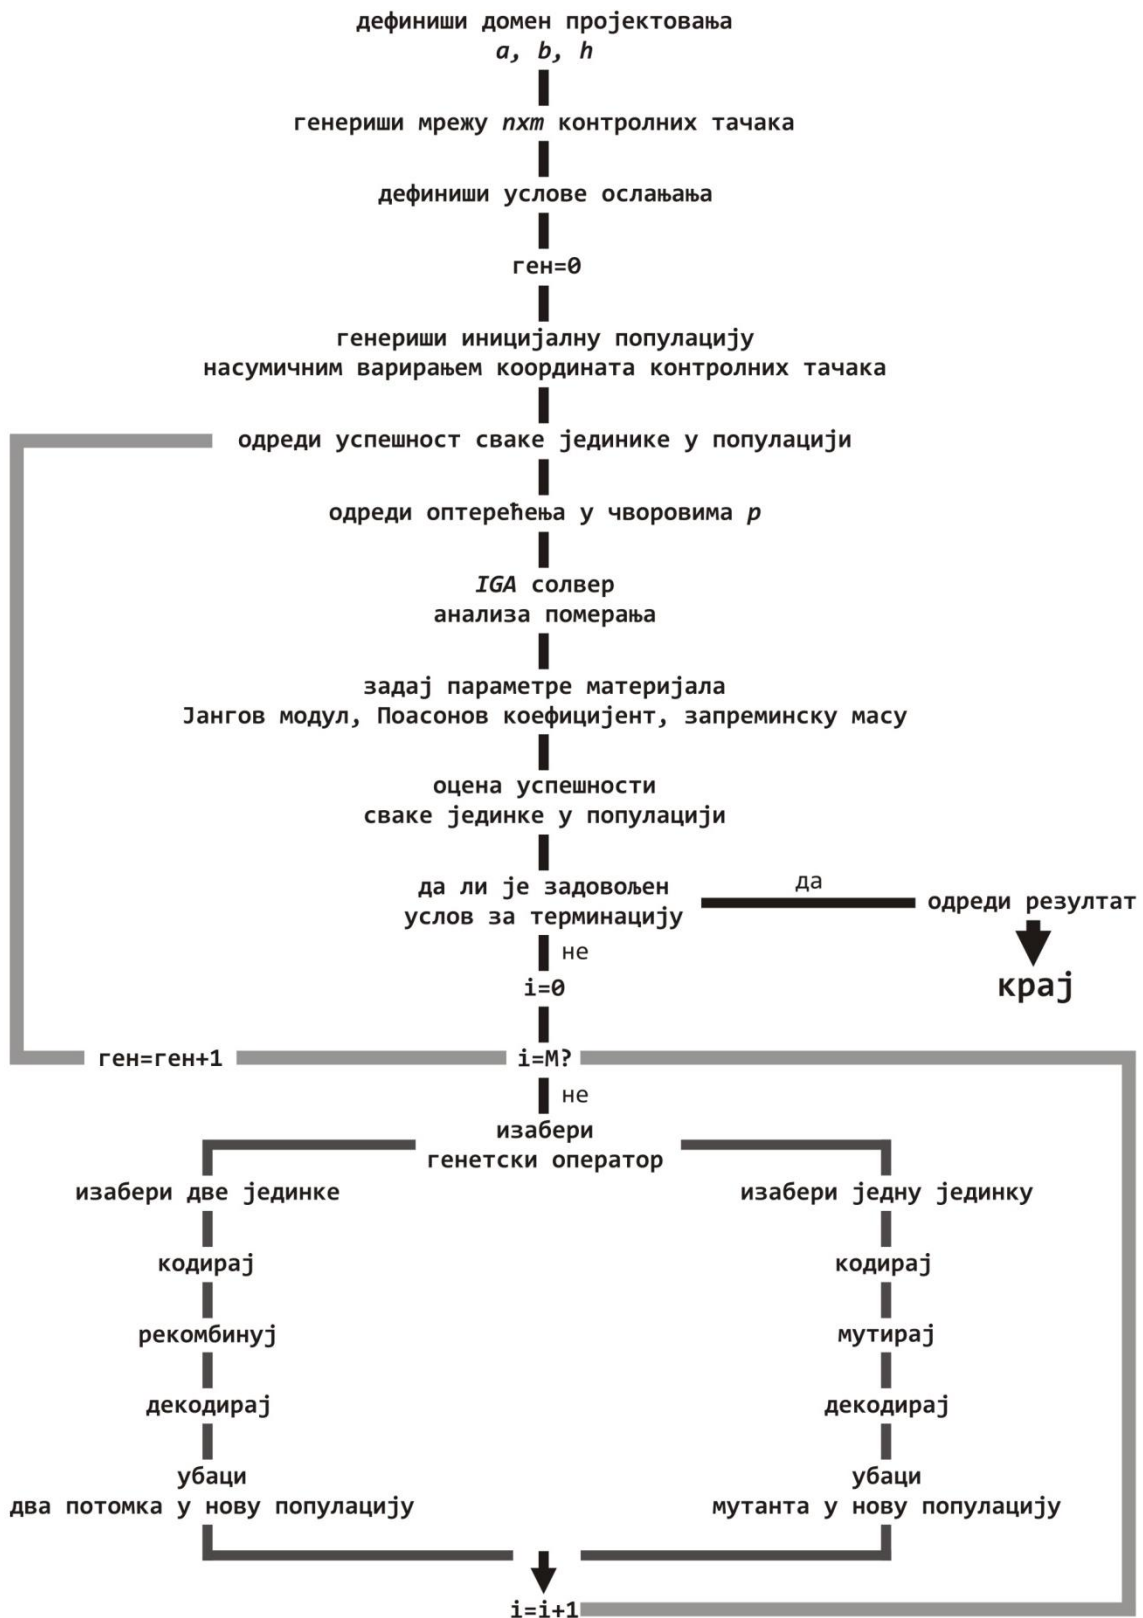 дефиниши домен пројектовања
a, b, h
генериши мрежу nxm контролних тачака
дефиниши услове ослањања
ген=0
генериши иницијалну популацију
насумичним варирањем координата контролних тачака
одреди успешност сваке јединике у популацији
одреди оптерећења у чворовима p
IGA солвер
анализа померања
задај параметре материјала
Јангов модул, Поасонов коефицијент, запреминску масу
оцена успешности
сваке јединке у популацији
да ли је задовољен
услов за терминацију
да
одреди резултат
не
крај
i=0
ген=ген+1
i=M?
не
изабери
генетски оператор
изабери две јединке
изабери једну јединку
кодирај
кодирај
рекомбинуј
мутирај
декодирај
декодирај
убаци
два потомка у нову популацију
убаци
мутанта у нову популацију
i=i+1